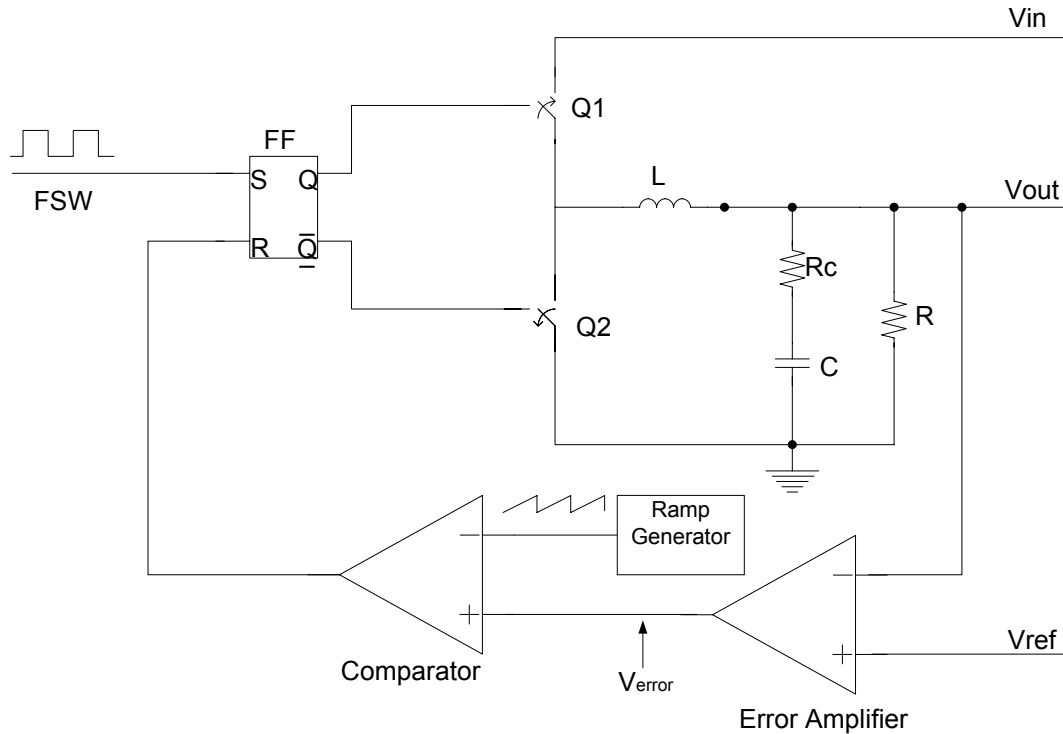 Vin
Q1
FF
S Q
FSW
L
Vout
R Q
Rc
Q2
R
C
Ramp
Generator
Comparator
Verror
Vref
Error Amplifier